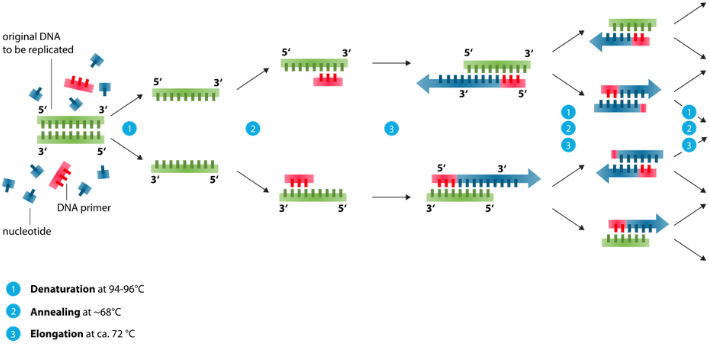 original DNA
to be replicated
5' 3'
3' 5'
DNA primer
nucleotide
1
5' 3'
3' 5'
2
5' 3'
3' 5'
3
5' 3'
3' 5'
5' 3'
3' 5'
1 1
2 2
3 3
1 Denaturation at 94-96°C
2 Annealing at ~68°C
3 Elongation at ca. 72 °C